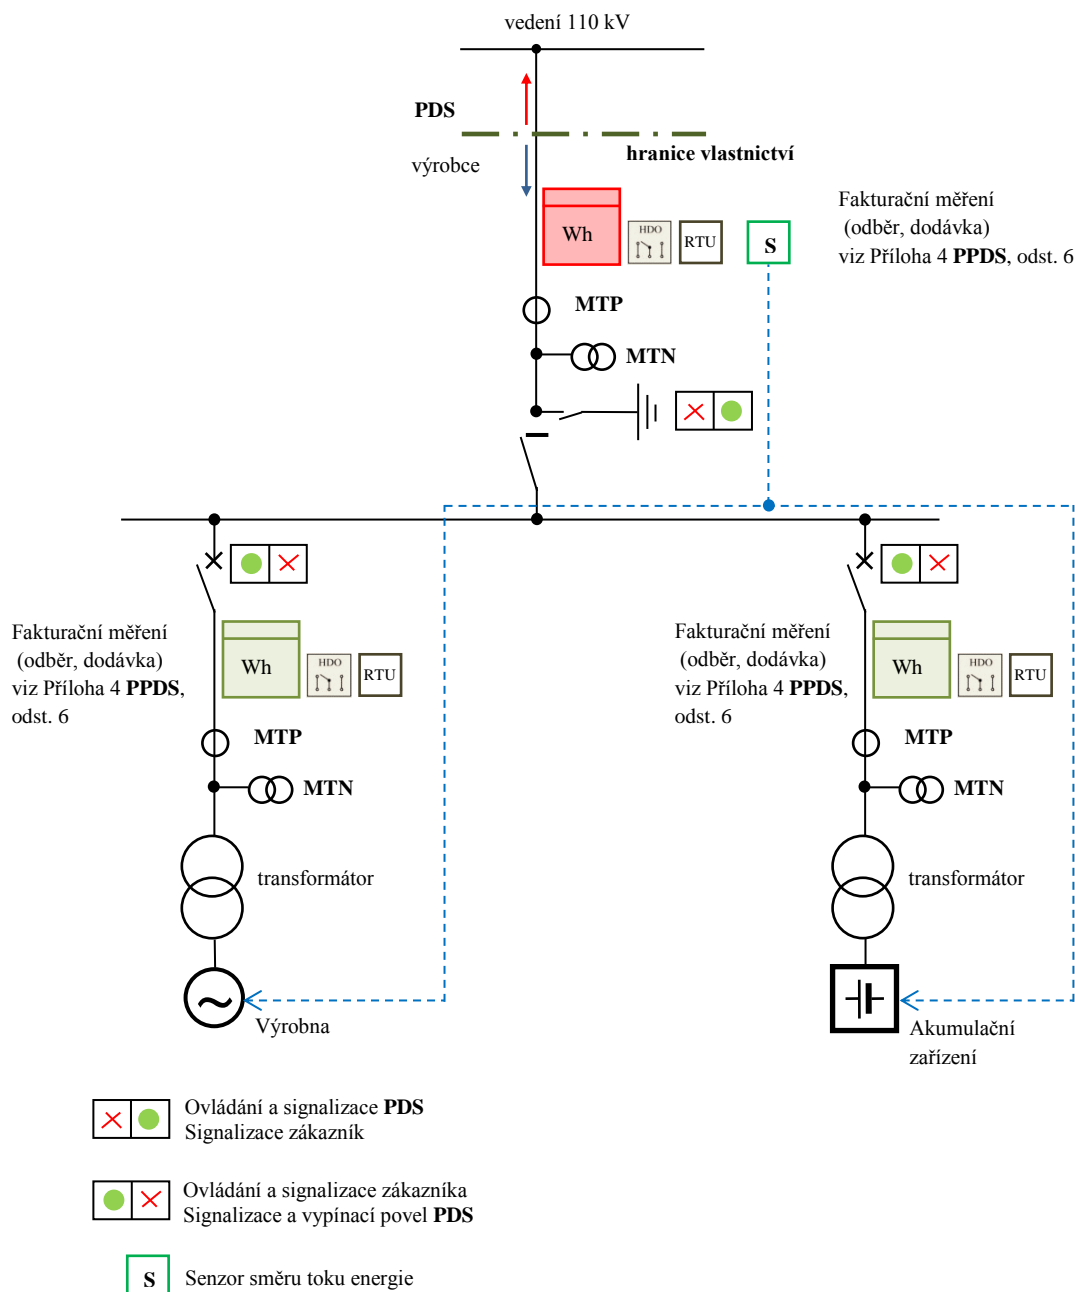 vedení 110 kV
PDS
hranice vlastnictví
výrobce
Fakturační měření
(odběr, dodávka)
viz Příloha 4 PPDS, odst. 6
Wh
HDO
RTU
S
MTP
MTN
Fakturační měření
(odběr, dodávka)
viz Příloha 4 PPDS,
odst. 6
Wh
HDO
RTU
MTP
MTN
transformátor
Výrobna
Fakturační měření
(odběr, dodávka)
viz Příloha 4 PPDS,
odst. 6
Wh
HDO
RTU
MTP
MTN
transformátor
Akumulační
zařízení
Ovládání a signalizace PDS
Signalizace zákazník
Ovládání a signalizace zákazníka
Signalizace a vypínací povel PDS
S
Senzor směru toku energie